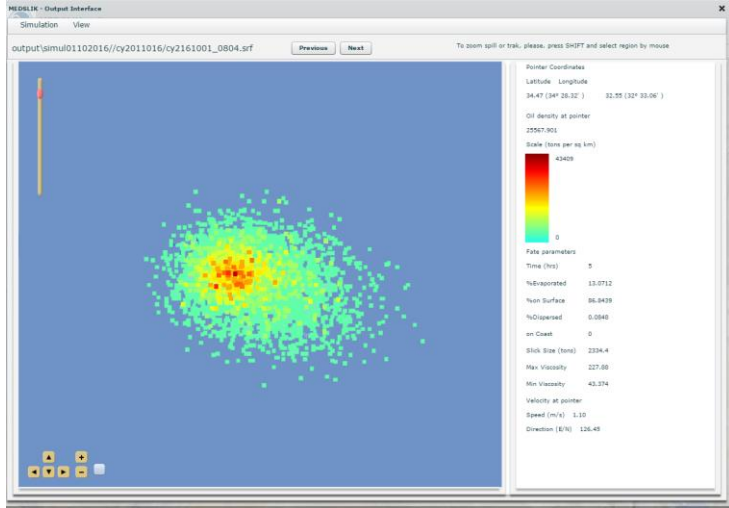 MEDSLIK - Output Interface
Simulation View
output\simul01102016//cy2011016/cy2161001_0804.srf
Previous Next
To zoom spill or trak, please, press SHIFT and select region by mouse
Pointer Coordinates
Latitude Longitude
34.47 (34° 28.32' ) 32.55 (32° 33.06' )
Oil density at pointer
25567.901
Scale (tons per sq km)
43409
0
Fate parameters
Time (hrs) 5
%Evaporated 13.0712
%on Surface 86.8439
%Dispersed 0.0848
on Coast 0
Slick Size (tons) 2334.4
Max Viscosity 227.88
Min Viscosity 43.374
Velocity at pointer
Speed (m/s) 1.10
Direction (E/N) 126.45